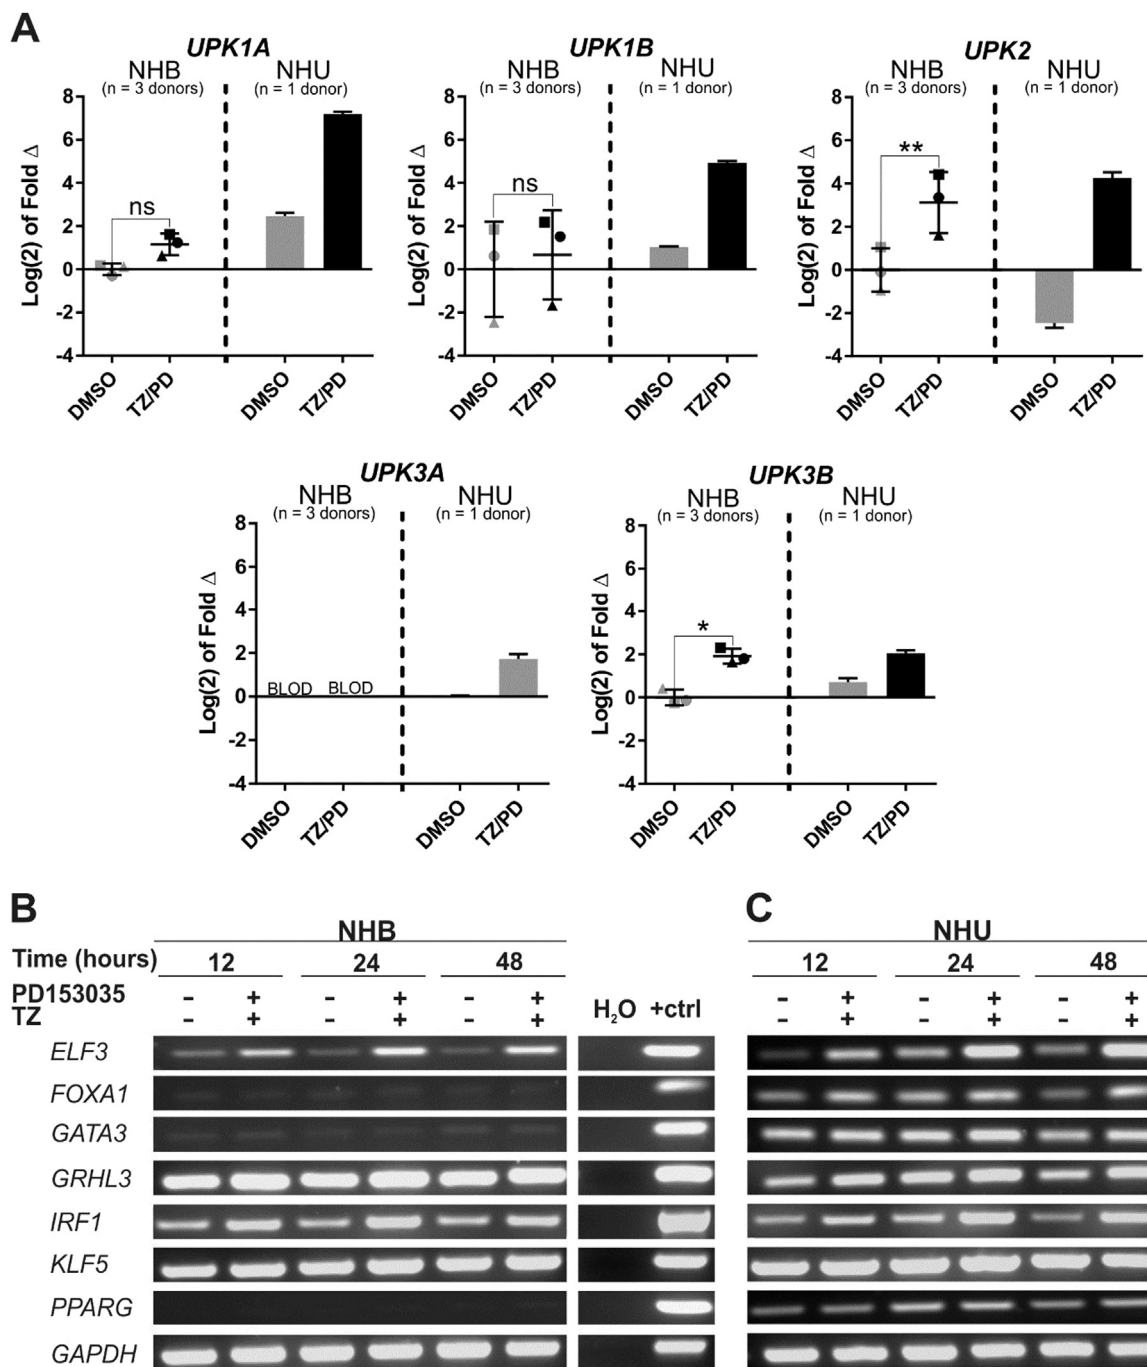 A
UPK1A
NHB
(n = 3 donors)
NHU
(n = 1 donor)
Log(2) of Fold Δ
8
6
4
2
0
-2
-4
ns
DMSO
TZ/PD
DMSO
TZ/PD
UPK1B
NHB
(n = 3 donors)
NHU
(n = 1 donor)
Log(2) of Fold Δ
8
6
4
2
0
-2
-4
ns
DMSO
TZ/PD
DMSO
TZ/PD
UPK2
NHB
(n = 3 donors)
NHU
(n = 1 donor)
Log(2) of Fold Δ
8
6
4
2
0
-2
-4
**
DMSO
TZ/PD
DMSO
TZ/PD
UPK3A
NHB
(n = 3 donors)
NHU
(n = 1 donor)
Log(2) of Fold Δ
8
6
4
2
0
-2
-4
BLOD BLOD
DMSO
TZ/PD
DMSO
TZ/PD
UPK3B
NHB
(n = 3 donors)
NHU
(n = 1 donor)
Log(2) of Fold Δ
8
6
4
2
0
-2
-4
*
DMSO
TZ/PD
DMSO
TZ/PD
B
NHB
Time (hours) 12 24 48
PD153035 - + - + - +
TZ - + - + - +
H₂O +ctrl
ELF3
FOXA1
GATA3
GRHL3
IRF1
KLF5
PPARG
GAPDH
C
NHU
12 24 48
- + - + - +
- + - + - +